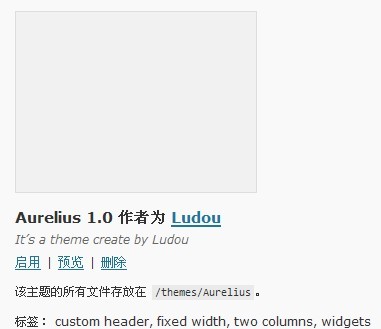 Aurelius 1.0 作者为 Ludou
It's a theme create by Ludou
启用 | 预览 | 删除
该主题的所有文件存放在 /themes/Aurelius。
标签： custom header, fixed width, two columns, widgets